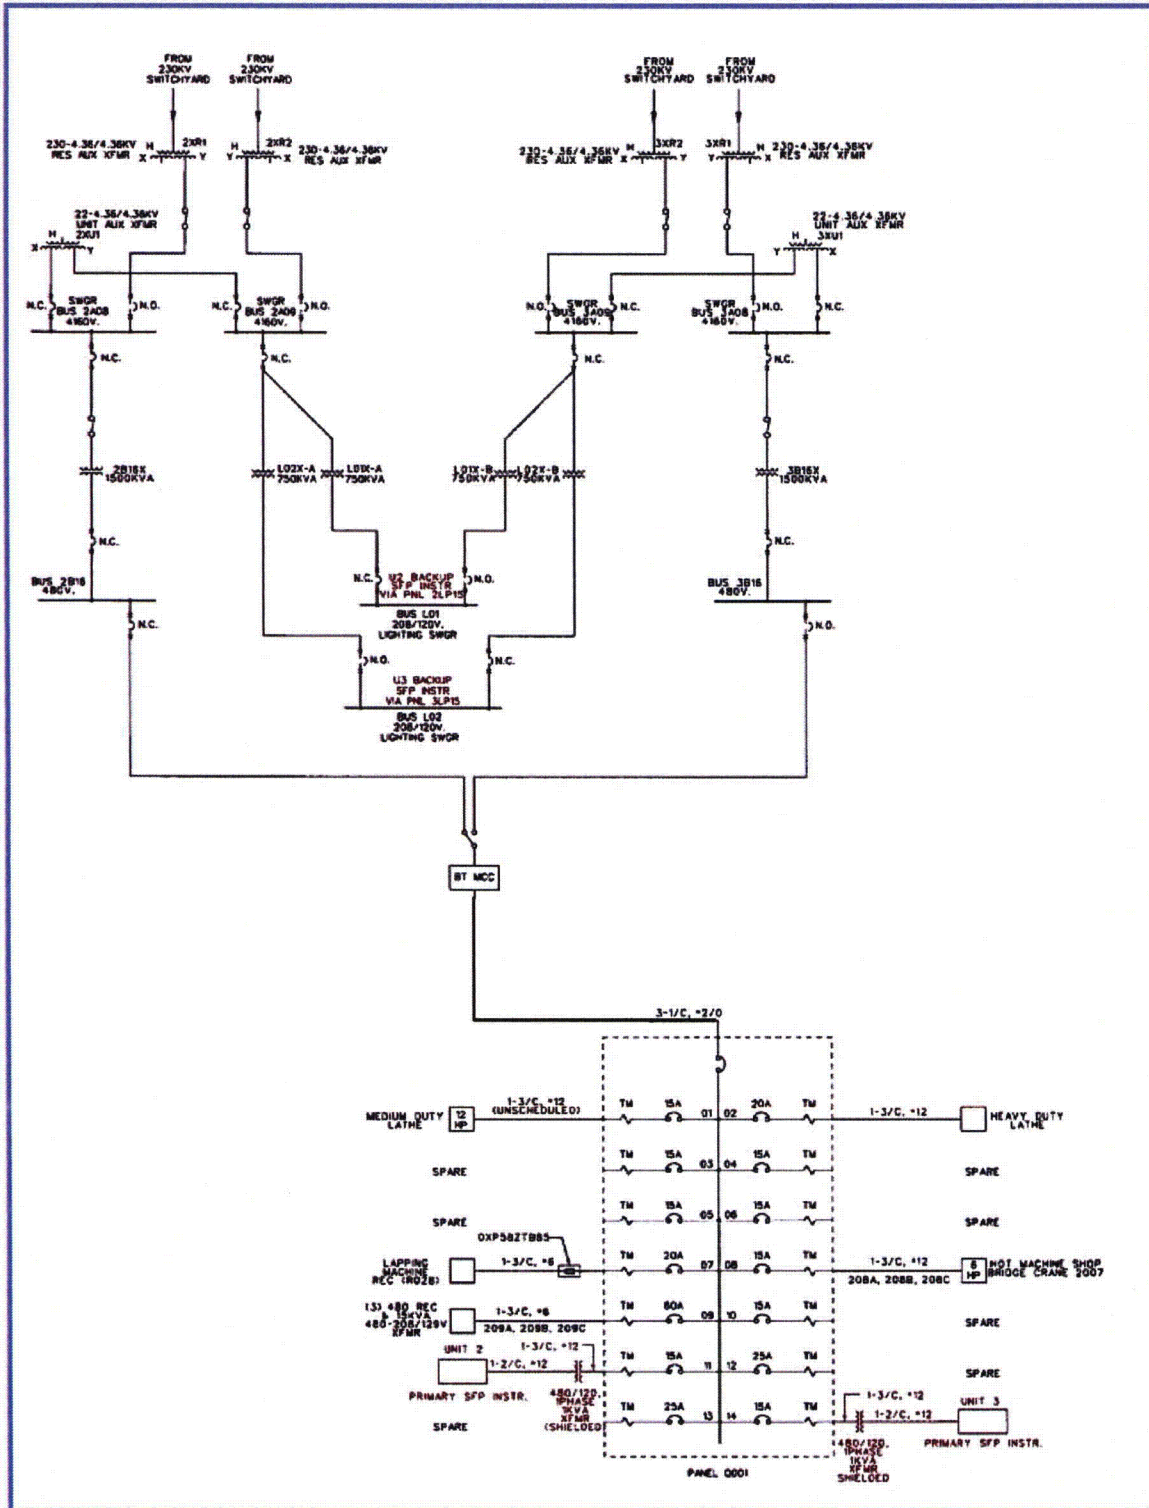 FROM
230KV
SWITCHYARD
FROM
230KV
SWITCHYARD
FROM
230KV
SWITCHYARD
FROM
230KV
SWITCHYARD
230-4.36/4.36KV
RES AUX XFMR
H 2XR1
X Y
H 2XR2
Y X
230-4.36/4.36KV
RES AUX XFMR
230-4.36/4.36KV
RES AUX XFMR
H 3XR2
X Y
3XR1 H
Y X
230-4.36/4.36KV
RES AUX XFMR
22-4.36/4.36KV
UNIT AUX XFMR
H 2XU1
X Y
22-4.36/4.36KV
UNIT AUX XFMR
H 3XU1
Y X
N.C.
SWGR
BUS 2A08
4160V.
N.O.
N.C.
SWGR
BUS 2A09
4160V.
N.O.
N.O.
SWGR
BUS 3A09
4160V.
N.C.
SWGR
BUS 3A08
4160V.
N.O.
N.C.
N.C.
N.C.
N.C.
N.C.
2B16X
1500KVA
L02X-A
750KVA
L01X-A
750KVA
L01X-B
750KVA
L02X-B
750KVA
3B16X
1500KVA
N.C.
N.C.
BUS 2B16
480V.
N.C.
N.C.
U2 BACKUP
SFP INSTR
VIA PNL 2LP15
N.O.
BUS L01
208/120V.
LIGHTING SWGR
BUS 3B16
480V.
N.O.
N.O.
N.C.
U3 BACKUP
SFP INSTR
VIA PNL 3LP15
BUS L02
208/120V.
LIGHTING SWGR
BT MCC
3-1/C, #2/0
MEDIUM DUTY
LATHE
12
HP
1-3/C, #12
(UNSCHEDULED)
TM 15A 01 02 20A TM
1-3/C, #12
HEAVY DUTY
LATHE
SPARE TM 15A 03 04 15A TM SPARE
SPARE TM 15A 05 06 15A TM SPARE
0XP58ZTB85
LAPPING
MACHINE
REC (R028)
1-3/C, #6
TM 20A 07 08 15A TM
1-3/C, #12
208A, 208B, 208C
6
HP
HOT MACHINE SHOP
BRIDGE CRANE 2007
(3) 480 REC
& 15KVA
480-208/129V
XFMR
1-3/C, #6
209A, 209B, 209C
TM 60A 09 10 15A TM
SPARE
UNIT 2
1-3/C, #12
1-2/C, #12
TM 15A 11 12 25A TM
SPARE
PRIMARY SFP INSTR.
480/120,
1PHASE
1KVA
XFMR
(SHIELDED)
SPARE
TM 25A 13 14 15A TM
1-3/C, #12
1-2/C, #12
UNIT 3
PRIMARY SFP INSTR.
480/120,
1PHASE
1KVA
XFMR
SHIELDED
PANEL Q001